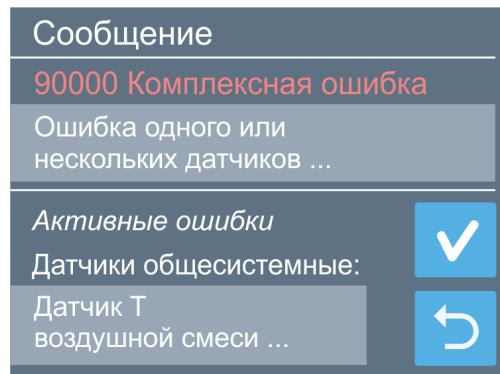 Сообщение
90000 Комплексная ошибка
Ошибка одного или
нескольких датчиков ...
Активные ошибки
Датчики общесистемные:
Датчик Т
воздушной смеси ...